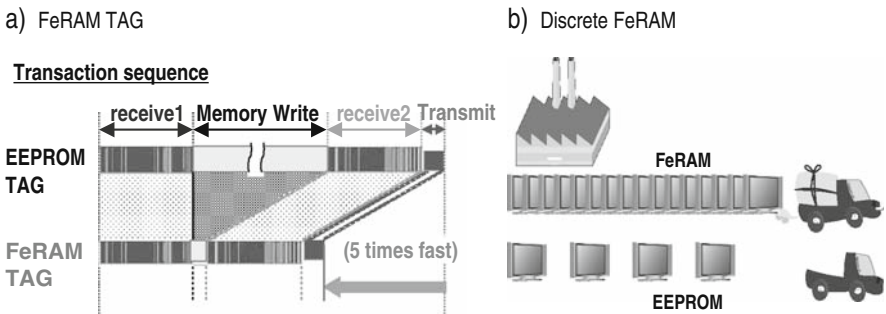 a) FeRAM TAG
Transaction sequence
receive1 Memory Write receive2 Transmit
EEPROM
TAG
FeRAM
TAG
(5 times fast)
b) Discrete FeRAM
FeRAM
EEPROM